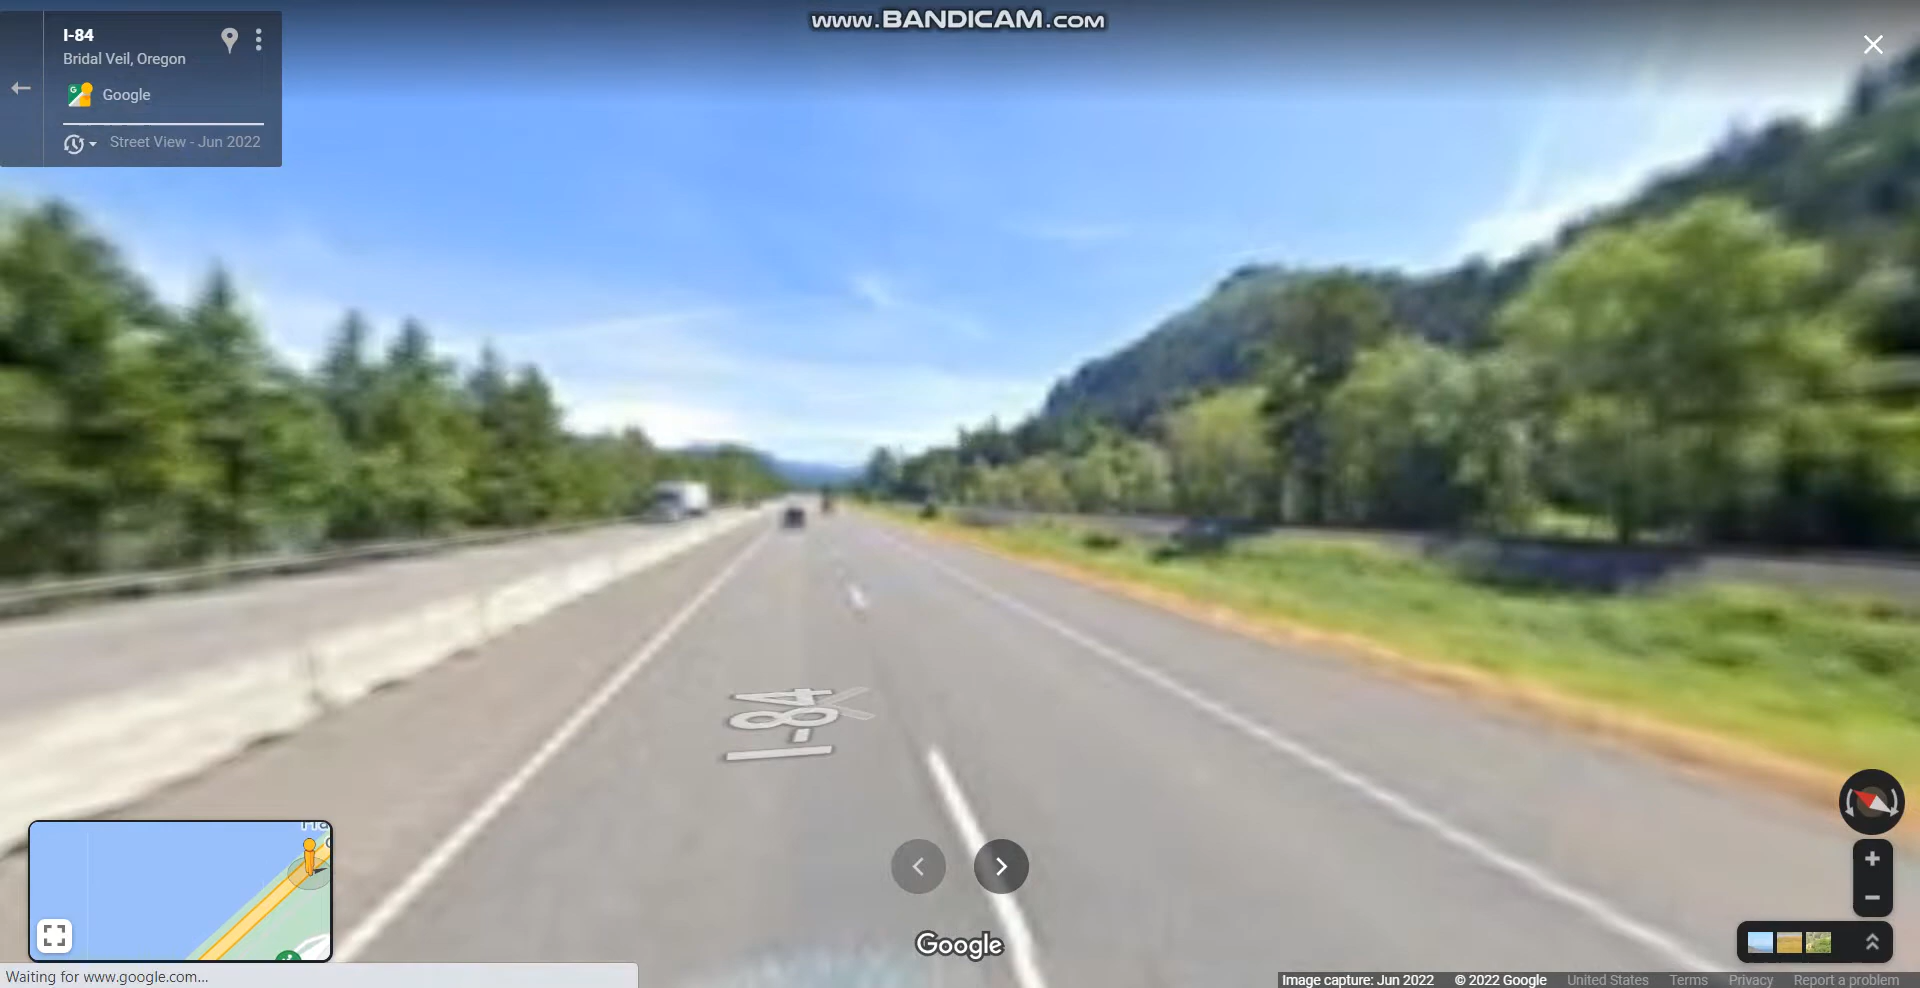 www.BANDICAM.com
I-84
Bridal Veil, Oregon
Google
Street View - Jun 2022
I-84
Google
Waiting for www.google.com...
Image capture: Jun 2022 © 2022 Google United States Terms Privacy Report a problem